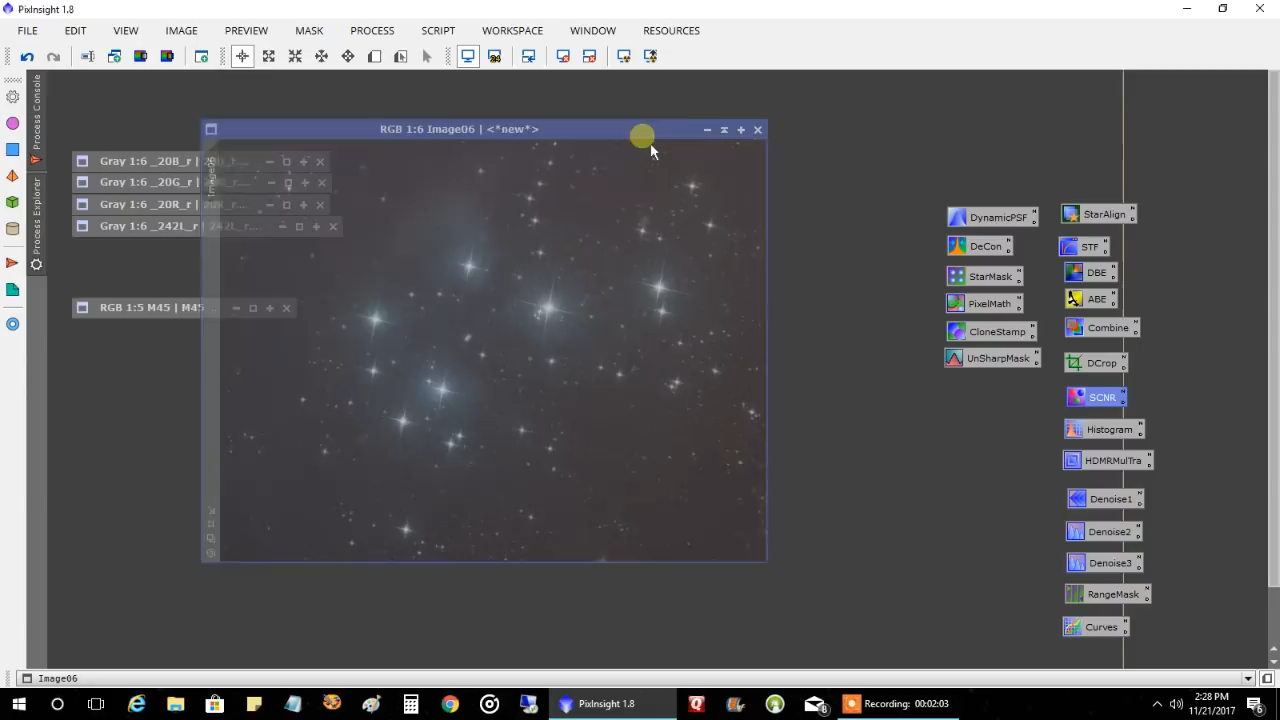 PixInsight 1.8
FILE EDIT VIEW IMAGE PREVIEW MASK PROCESS SCRIPT WORKSPACE WINDOW RESOURCES
Process Console
Process Explorer
RGB 1:6 Image06 | <*new*>
Image06
Gray 1:6 _20B_r |
Gray 1:6 _20G_r |
Gray 1:6 _20R_r |
Gray 1:6 _242L_r |
RGB 1:5 M45 | M45
DynamicPSF
StarAlign
DeCon
STF
StarMask
DBE
PixelMath
ABE
CloneStamp
Combine
UnSharpMask
DCrop
SCNR
Histogram
HDMRMulTra
Denoise1
Denoise2
Denoise3
RangeMask
Curves
Image06
PixInsight 1.8
Recording: 00:02:03
2:28 PM
11/21/2017